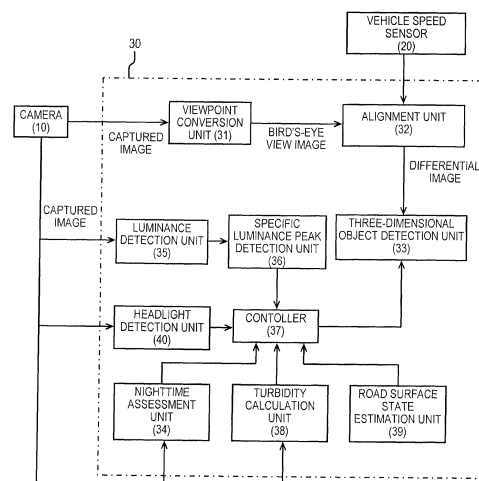 VEHICLE SPEED
SENSOR
(20)
30
CAMERA
(10)
CAPTURED
IMAGE
VIEWPOINT
CONVERSION
UNIT (31)
BIRD'S-EYE
VIEW IMAGE
ALIGNMENT UNIT
(32)
DIFFERENTIAL
IMAGE
CAPTURED
IMAGE
LUMINANCE
DETECTION UNIT
(35)
SPECIFIC
LUMINANCE PEAK
DETECTION UNIT
(36)
THREE-DIMENSIONAL
OBJECT DETECTION
UNIT
(33)
HEADLIGHT
DETECTION UNIT
(40)
CONTOLLER
(37)
NIGHTTIME
ASSESSMENT
UNIT
(34)
TURBIDITY
CALCULATION
UNIT
(38)
ROAD SURFACE
STATE
ESTIMATION UNIT
(39)